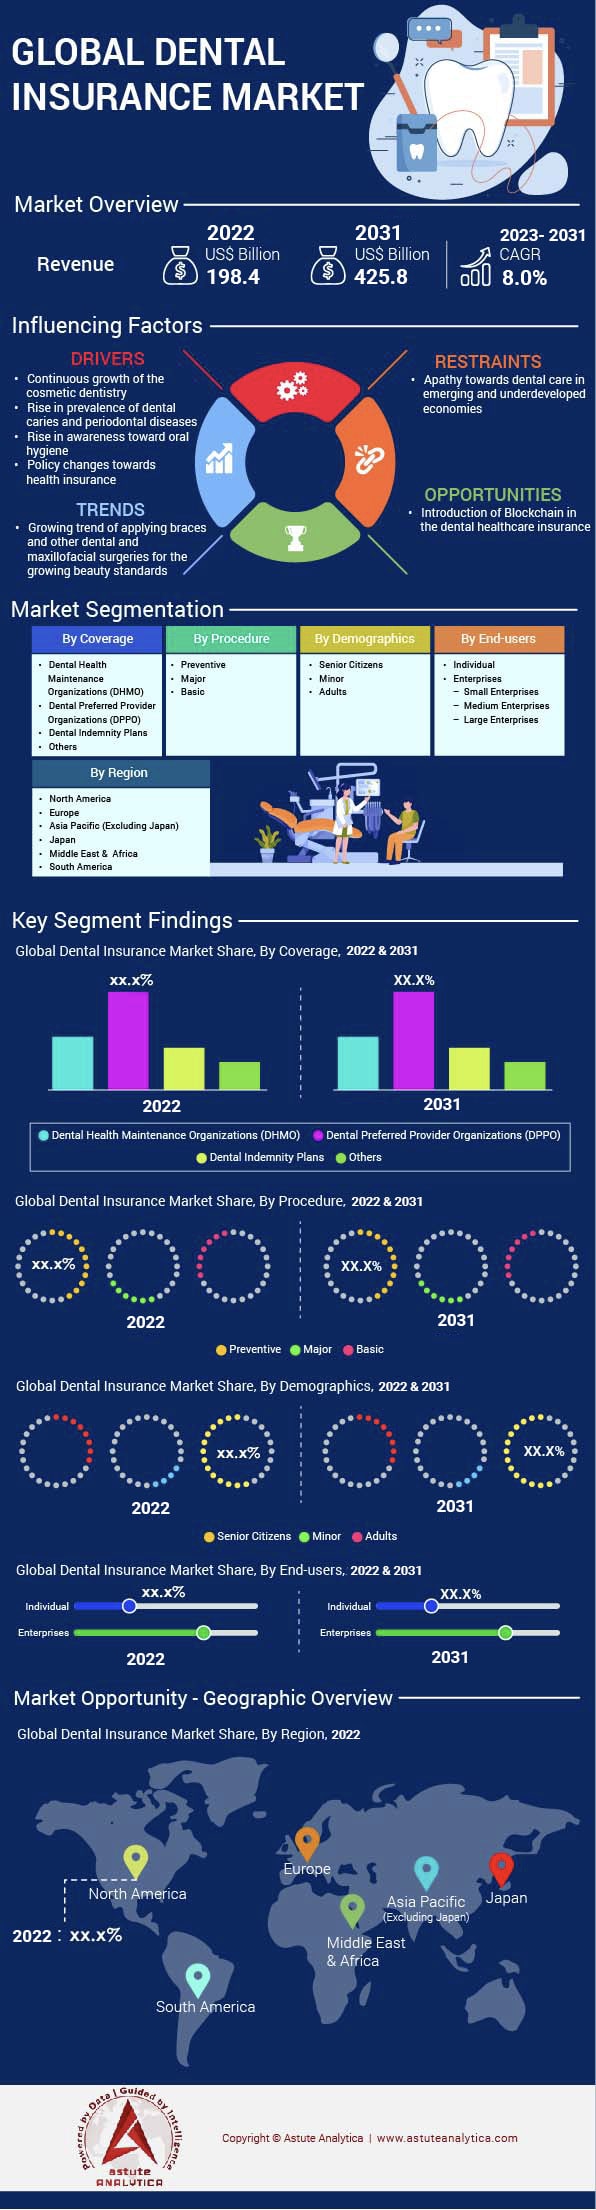 GLOBAL DENTAL
INSURANCE MARKET
Market Overview
Revenue
2022
US$ Billion
198.4
2031
US$ Billion
425.8
2023- 2031
CAGR
8.0%
Influencing Factors
DRIVERS
• Continuous growth of the
cosmetic dentistry
• Rise in prevalence of dental
caries and periodontal diseases
• Rise in awareness toward oral
hygiene
• Policy changes towards
health insurance
RESTRAINTS
• Apathy towards dental care in
emerging and underdeveloped
economies
TRENDS
• Growing trend of applying braces
and other dental and
maxillofacial surgeries for the
growing beauty standards
OPPORTUNITIES
• Introduction of Blockchain in
the dental healthcare insurance
Market Segmentation
By Coverage
• Dental Health
Maintenance
Organizations (DHMO)
• Dental Preferred Provider
Organizations (DPPO)
• Dental Indemnity Plans
• Others
By Procedure
• Preventive
• Major
• Basic
By Demographics
• Senior Citizens
• Minor
• Adults
By End-users
• Individual
• Enterprises
– Small Enterprises
– Medium Enterprises
– Large Enterprises
By Region
• North America
• Europe
• Asia Pacific (Excluding Japan)
• Japan
• Middle East & Africa
• South America
Key Segment Findings
Global Dental Insurance Market Share, By Coverage, 2022 & 2031
xx.x%
XX.X%
2022
2031
Dental Health Maintenance Organizations (DHMO)
Dental Preferred Provider Organizations (DPPO)
Dental Indemnity Plans
Others
Global Dental Insurance Market Share, By Procedure, 2022 & 2031
xx.x%
XX.X%
2022
2031
Preventive
Major
Basic
Global Dental Insurance Market Share, By Demographics, 2022 & 2031
xx.x%
XX.X%
2022
2031
Senior Citizens
Minor
Adults
Global Dental Insurance Market Share, By End-users,. 2022 & 2031
xx.x%
Individual
Enterprises
2022
XX.X%
Individual
Enterprises
2031
Market Opportunity - Geographic Overview
Global Dental Insurance Market Share, By Region, 2022
Europe
North America
Asia Pacific
(Excluding Japan)
Japan
2022 : xx.x%
Middle East
& Africa
South America
Powered by Data | Guided by Intelligence
astute
ANALYTICA
Copyright © Astute Analytica | www.astuteanalytica.com